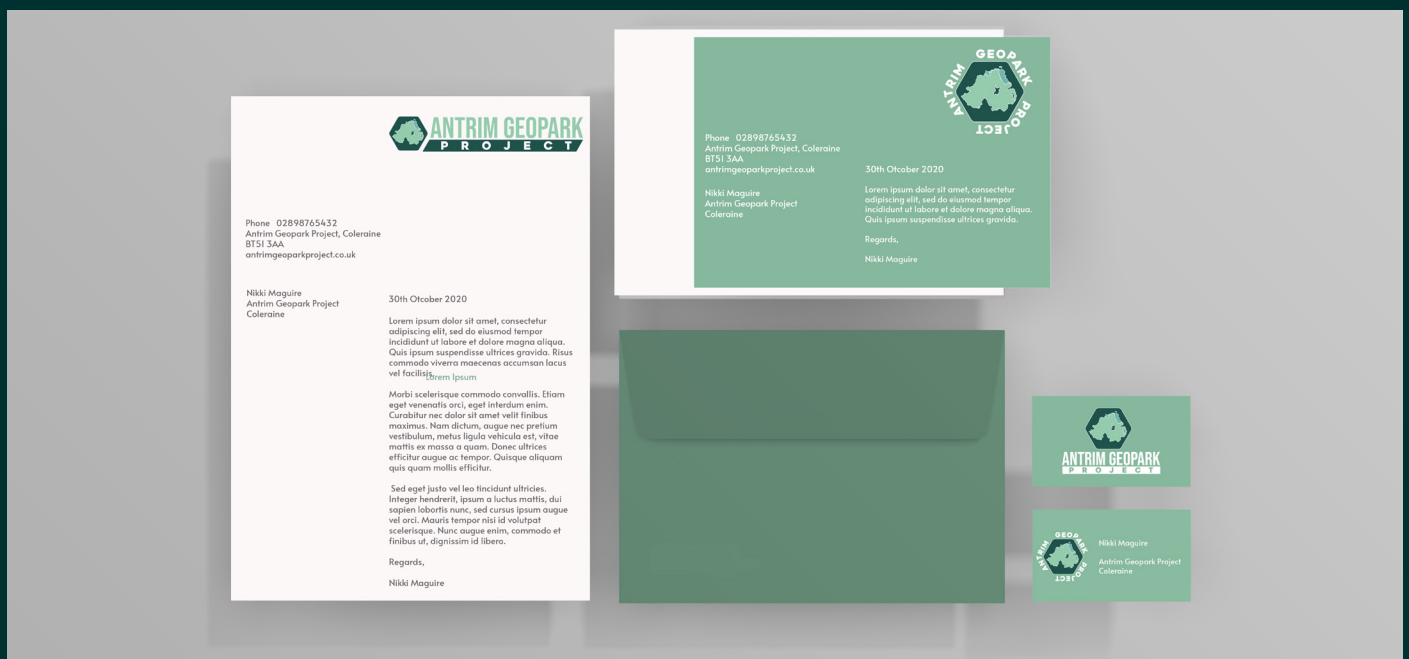 ANTRIM GEOPARK
PROJECT
Phone 02898765432
Antrim Geopark Project, Coleraine
BT51 3AA
antrimgeoparkproject.co.uk
Nikki Maguire
Antrim Geopark Project
Coleraine
30th Otcober 2020
Lorem ipsum dolor sit amet, consectetur
adipiscing elit, sed do eiusmod tempor
incididunt ut labore et dolore magna aliqua.
Quis ipsum suspendisse ultrices gravida. Risus
commodo viverra maecenas accumsan lacus
vel facilisis.
Lorem Ipsum
Morbi scelerisque commodo convallis. Etiam
eget venenatis orci, eget interdum enim.
Curabitur nec dolor sit amet velit finibus
maximus. Nam dictum, augue nec pretium
vestibulum, metus ligula vehicula est, vitae
mattis ex massa a quam. Donec ultrices
efficitur augue ac tempor. Quisque aliquam
quis quam mollis efficitur.
Sed eget justo vel leo tincidunt ultricies.
Integer hendrerit, ipsum a luctus mattis, dui
sapien lobortis nunc, sed cursus ipsum augue
vel orci. Mauris tempor nisi id volutpat
scelerisque. Nunc augue enim, commodo et
finibus ut, dignissim id libero.
Regards,
Nikki Maguire
ANTRIM GEOPARK PROJECT
Phone 02898765432
Antrim Geopark Project, Coleraine
BT51 3AA
antrimgeoparkproject.co.uk
Nikki Maguire
Antrim Geopark Project
Coleraine
30th Otcober 2020
Lorem ipsum dolor sit amet, consectetur
adipiscing elit, sed do eiusmod tempor
incididunt ut labore et dolore magna aliqua.
Quis ipsum suspendisse ultrices gravida.
Regards,
Nikki Maguire
ANTRIM GEOPARK
PROJECT
ANTRIM GEOPARK PROJECT
Nikki Maguire
Antrim Geopark Project
Coleraine